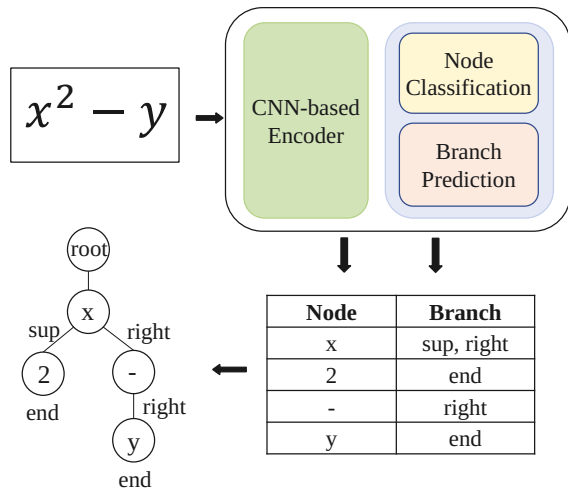 x² − y
CNN-based
Encoder
Node
Classification
Branch
Prediction
root
x
sup
right
2
-
end
right
y
end
Node Branch
x sup, right
2 end
- right
y end